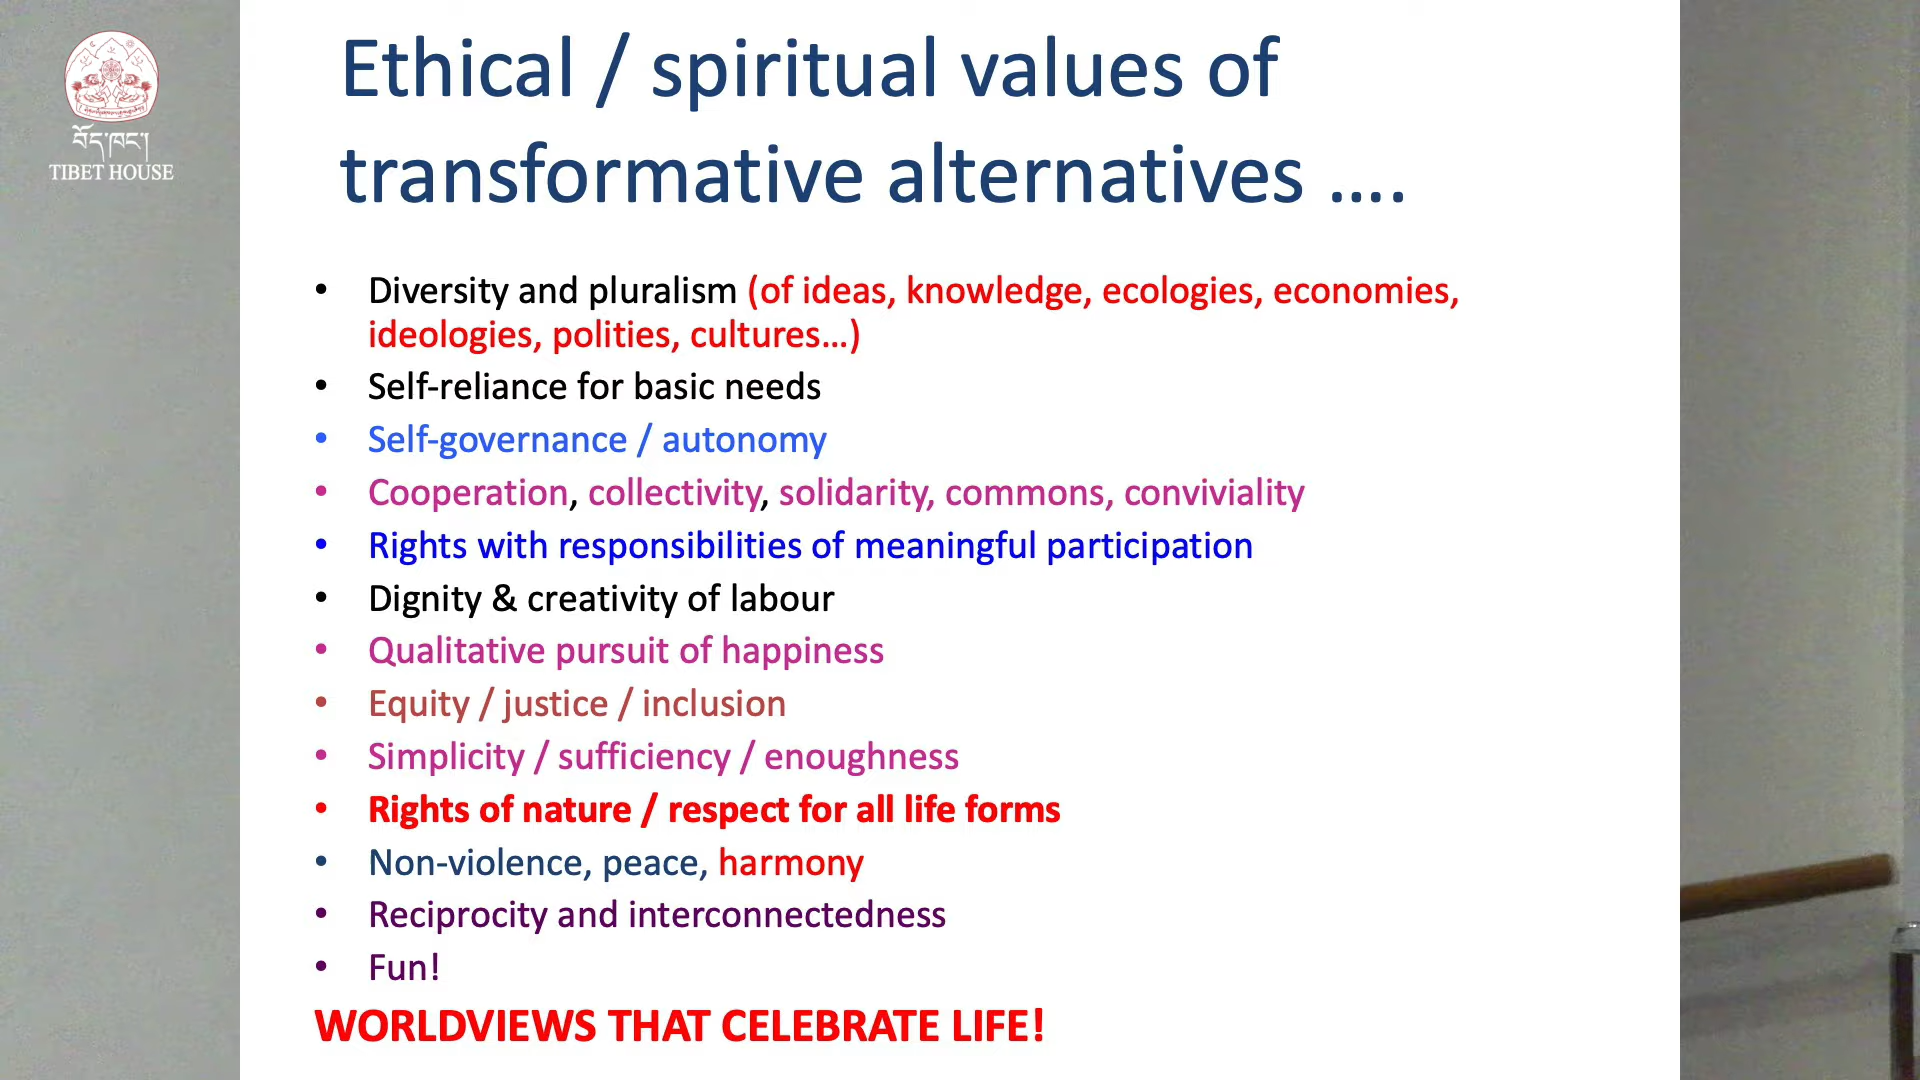 བོད་ཁང་།
TIBET HOUSE
Ethical / spiritual values of
transformative alternatives ....
• Diversity and pluralism (of ideas, knowledge, ecologies, economies,
ideologies, polities, cultures…)
• Self-reliance for basic needs
• Self-governance / autonomy
• Cooperation, collectivity, solidarity, commons, conviviality
• Rights with responsibilities of meaningful participation
• Dignity & creativity of labour
• Qualitative pursuit of happiness
• Equity / justice / inclusion
• Simplicity / sufficiency / enoughness
• Rights of nature / respect for all life forms
• Non-violence, peace, harmony
• Reciprocity and interconnectedness
• Fun!
WORLDVIEWS THAT CELEBRATE LIFE!